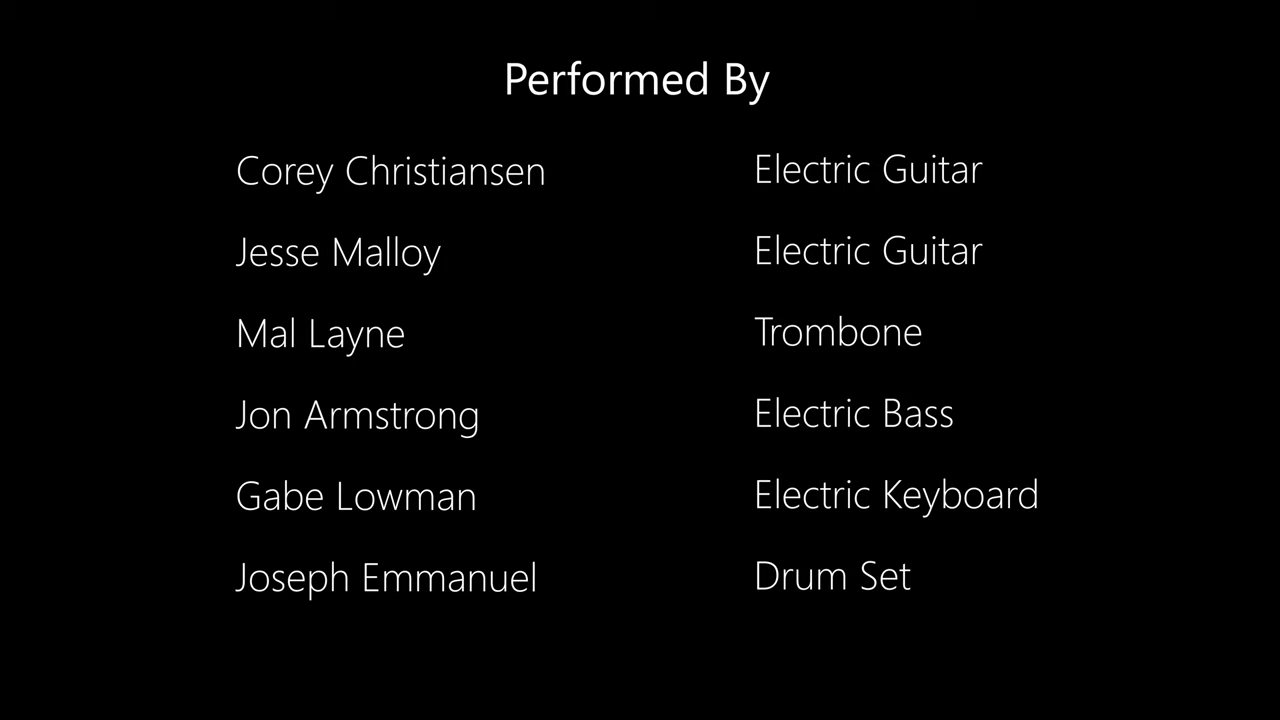 Performed By
Corey Christiansen Electric Guitar
Jesse Malloy Electric Guitar
Mal Layne Trombone
Jon Armstrong Electric Bass
Gabe Lowman Electric Keyboard
Joseph Emmanuel Drum Set